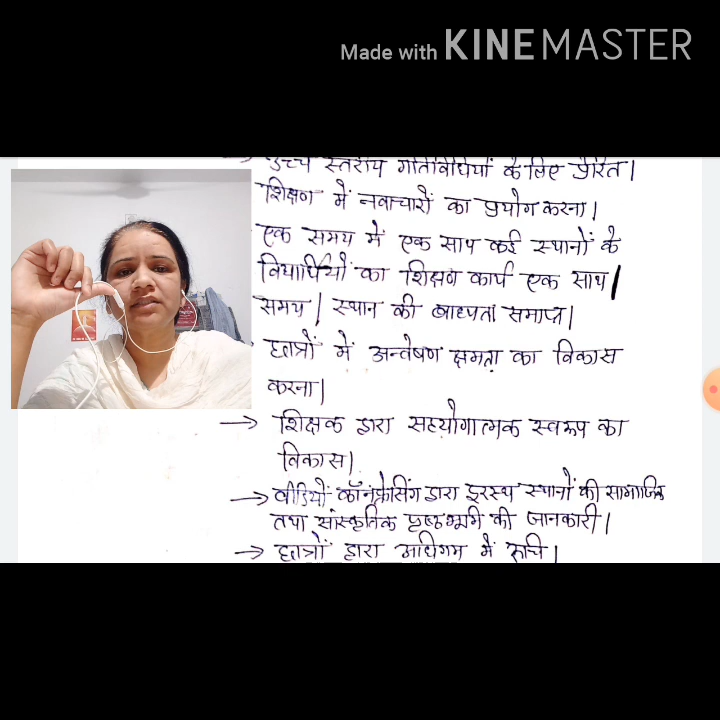 Made with KINEMASTER
उच्च स्तरीय गतिविधियों के लिए प्रेरित।
शिक्षण में नवाचारों का प्रयोग करना।
एक समय में एक साथ कई स्थानों के
विद्यार्थियों का शिक्षण कार्य एक साथ।
समय / स्थान की बाध्यता समाप्त।
छात्रों में अन्वेषण क्षमता का विकास
करना।
→ शिक्षक द्वारा सहयोगात्मक स्वरूप का
विकास।
→ वीडियों कॉनफ्रेसिंग द्वारा दूरस्थ स्थानों की सामाजिक
तथा सांस्कृतिक पृष्ठभूमि की जानकारी।
→ छात्रों द्वारा अधिगम में रूचि।